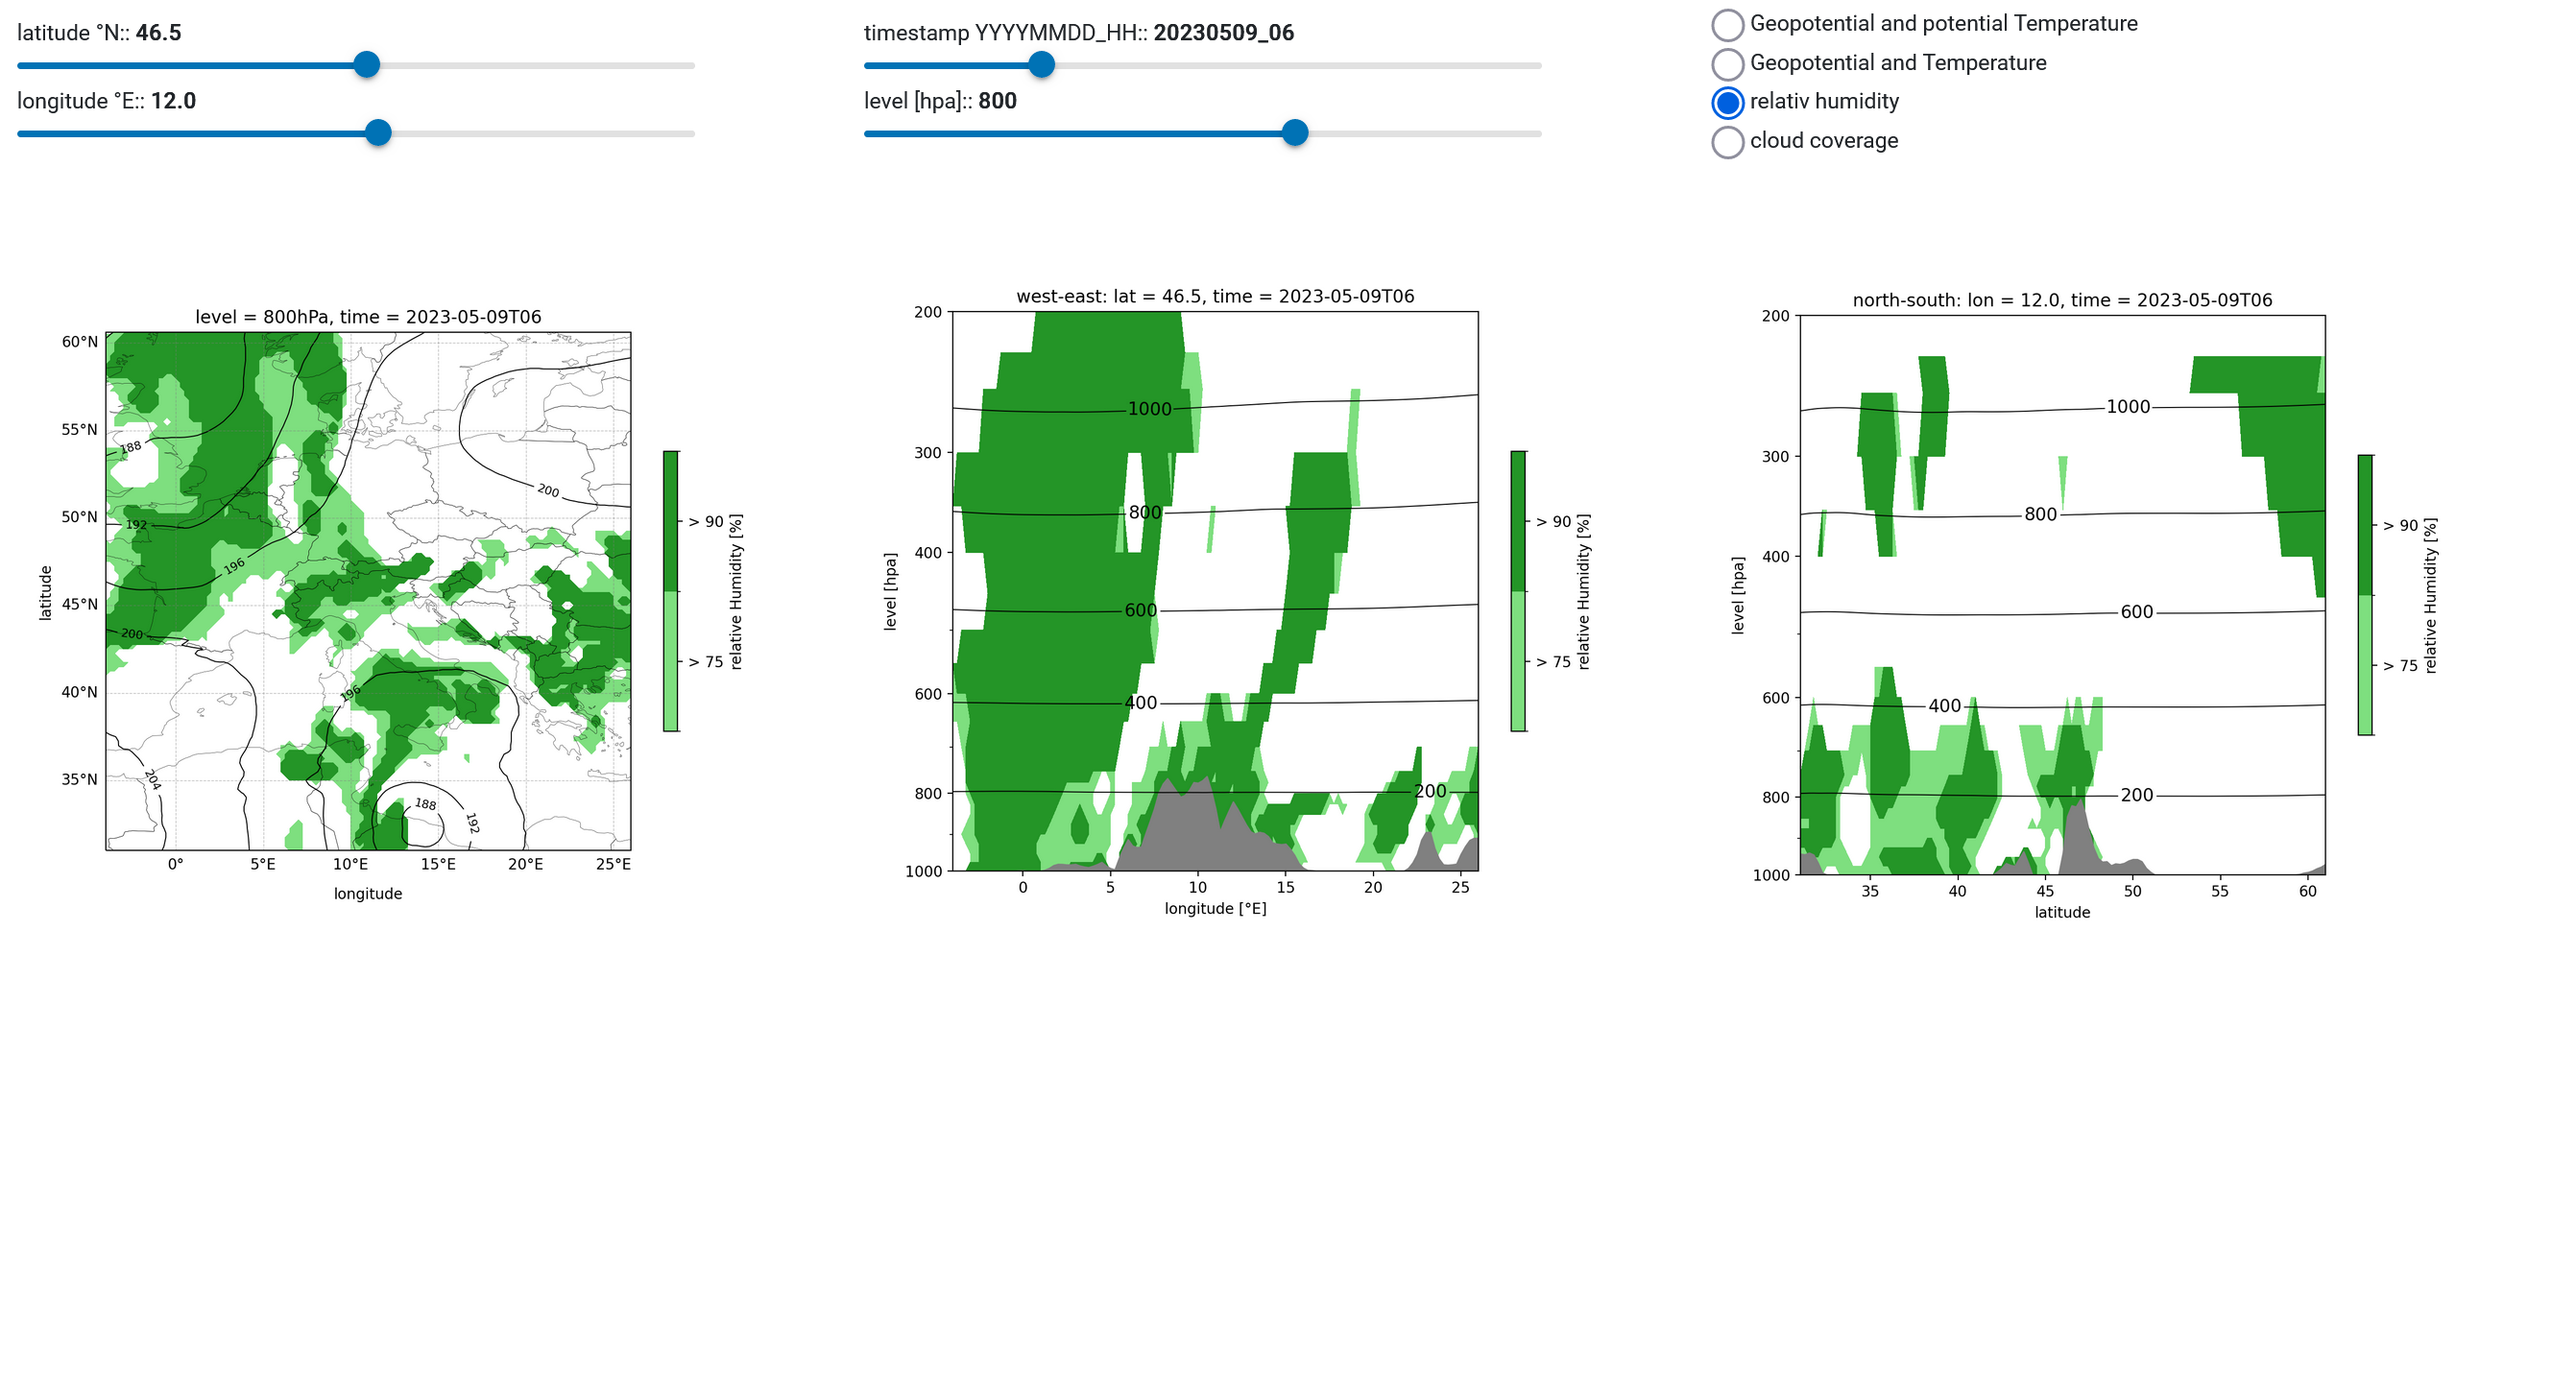 latitude °N:: 46.5
longitude °E:: 12.0
timestamp YYYYMMDD_HH:: 20230509_06
level [hpa]:: 800
Geopotential and potential Temperature
Geopotential and Temperature
relativ humidity
cloud coverage
level = 800hPa, time = 2023-05-09T06
60°N
55°N
50°N
45°N
40°N
35°N
latitude
188
192
196
200
200
196
204
188
192
0°
5°E
10°E
15°E
20°E
25°E
longitude
> 90
> 75
relative Humidity [%]
west-east: lat = 46.5, time = 2023-05-09T06
200
300
400
600
800
1000
level [hpa]
1000
800
600
400
200
0
5
10
15
20
25
longitude [°E]
> 90
> 75
relative Humidity [%]
north-south: lon = 12.0, time = 2023-05-09T06
200
300
400
600
800
1000
level [hpa]
1000
800
600
400
200
35
40
45
50
55
60
latitude
> 90
> 75
relative Humidity [%]